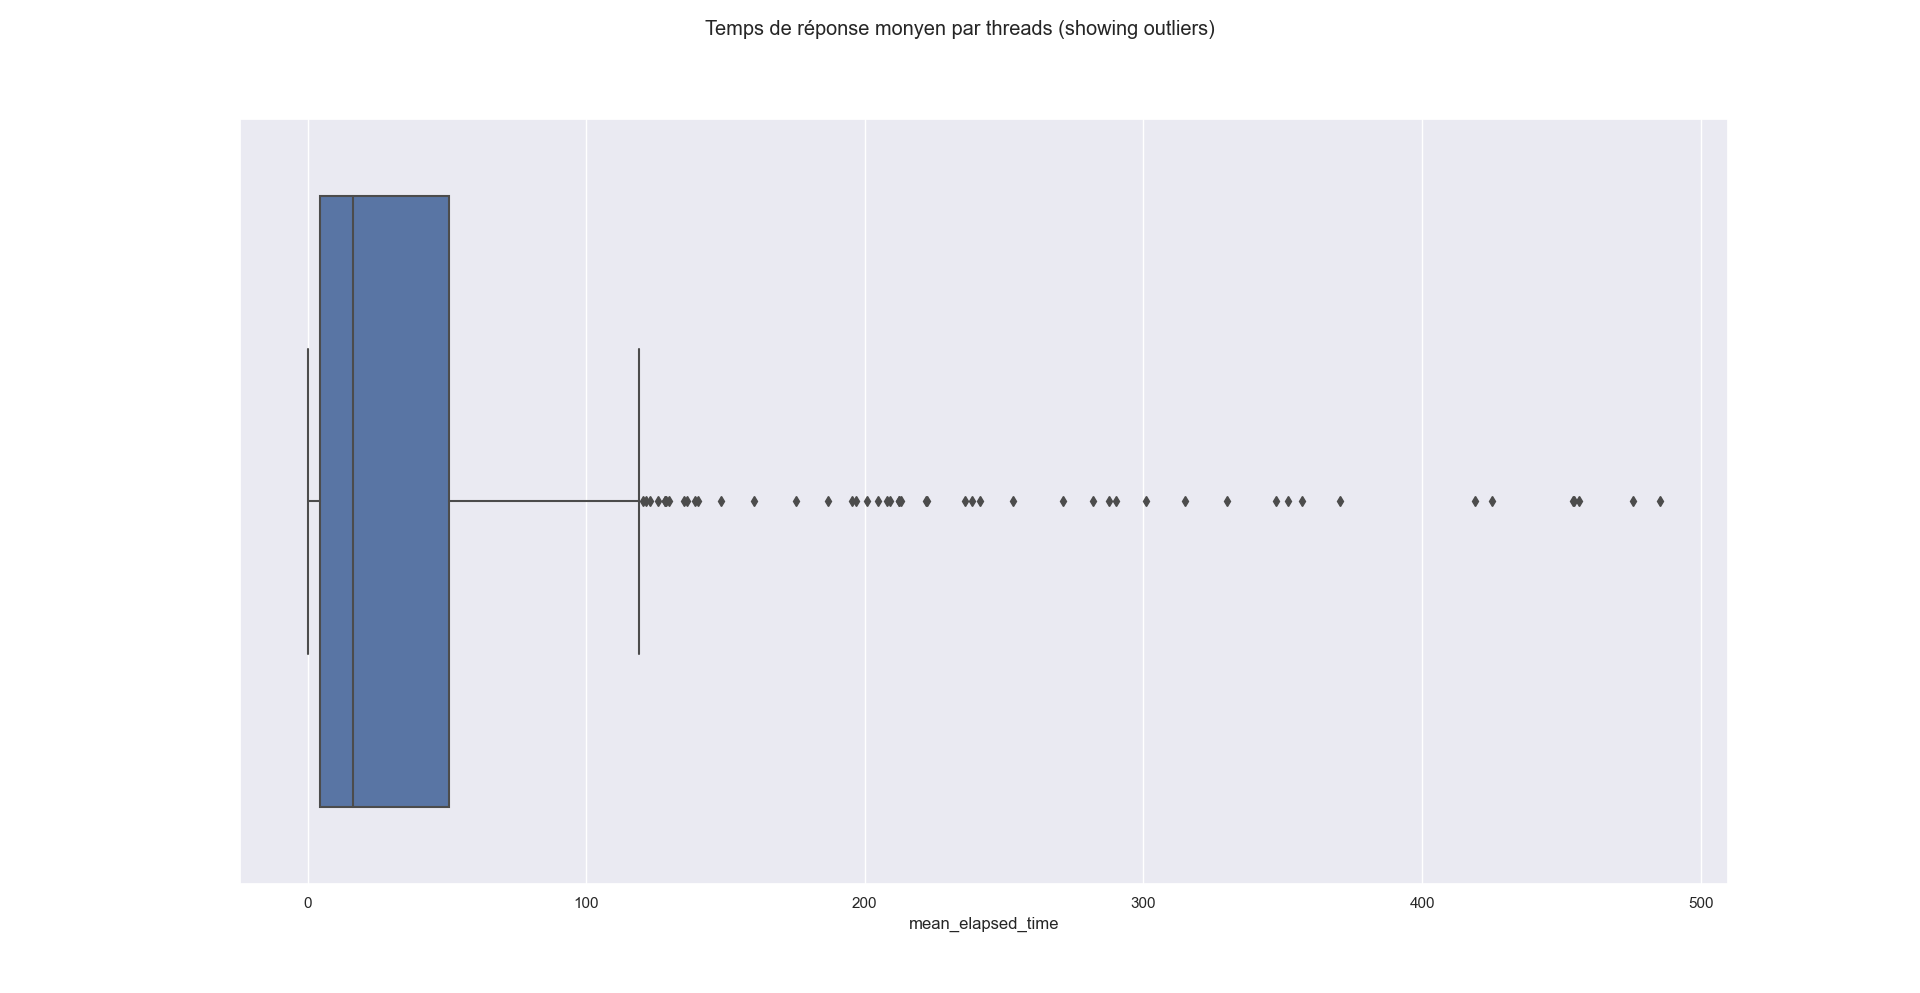 Temps de réponse monyen par threads (showing outliers)
0 100 200 300 400 500
mean_elapsed_time